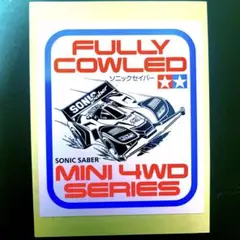 FULLY
COWLED
ソニックセイバー
SONIC
SONIC SABER
MINI 4WD
SERIES